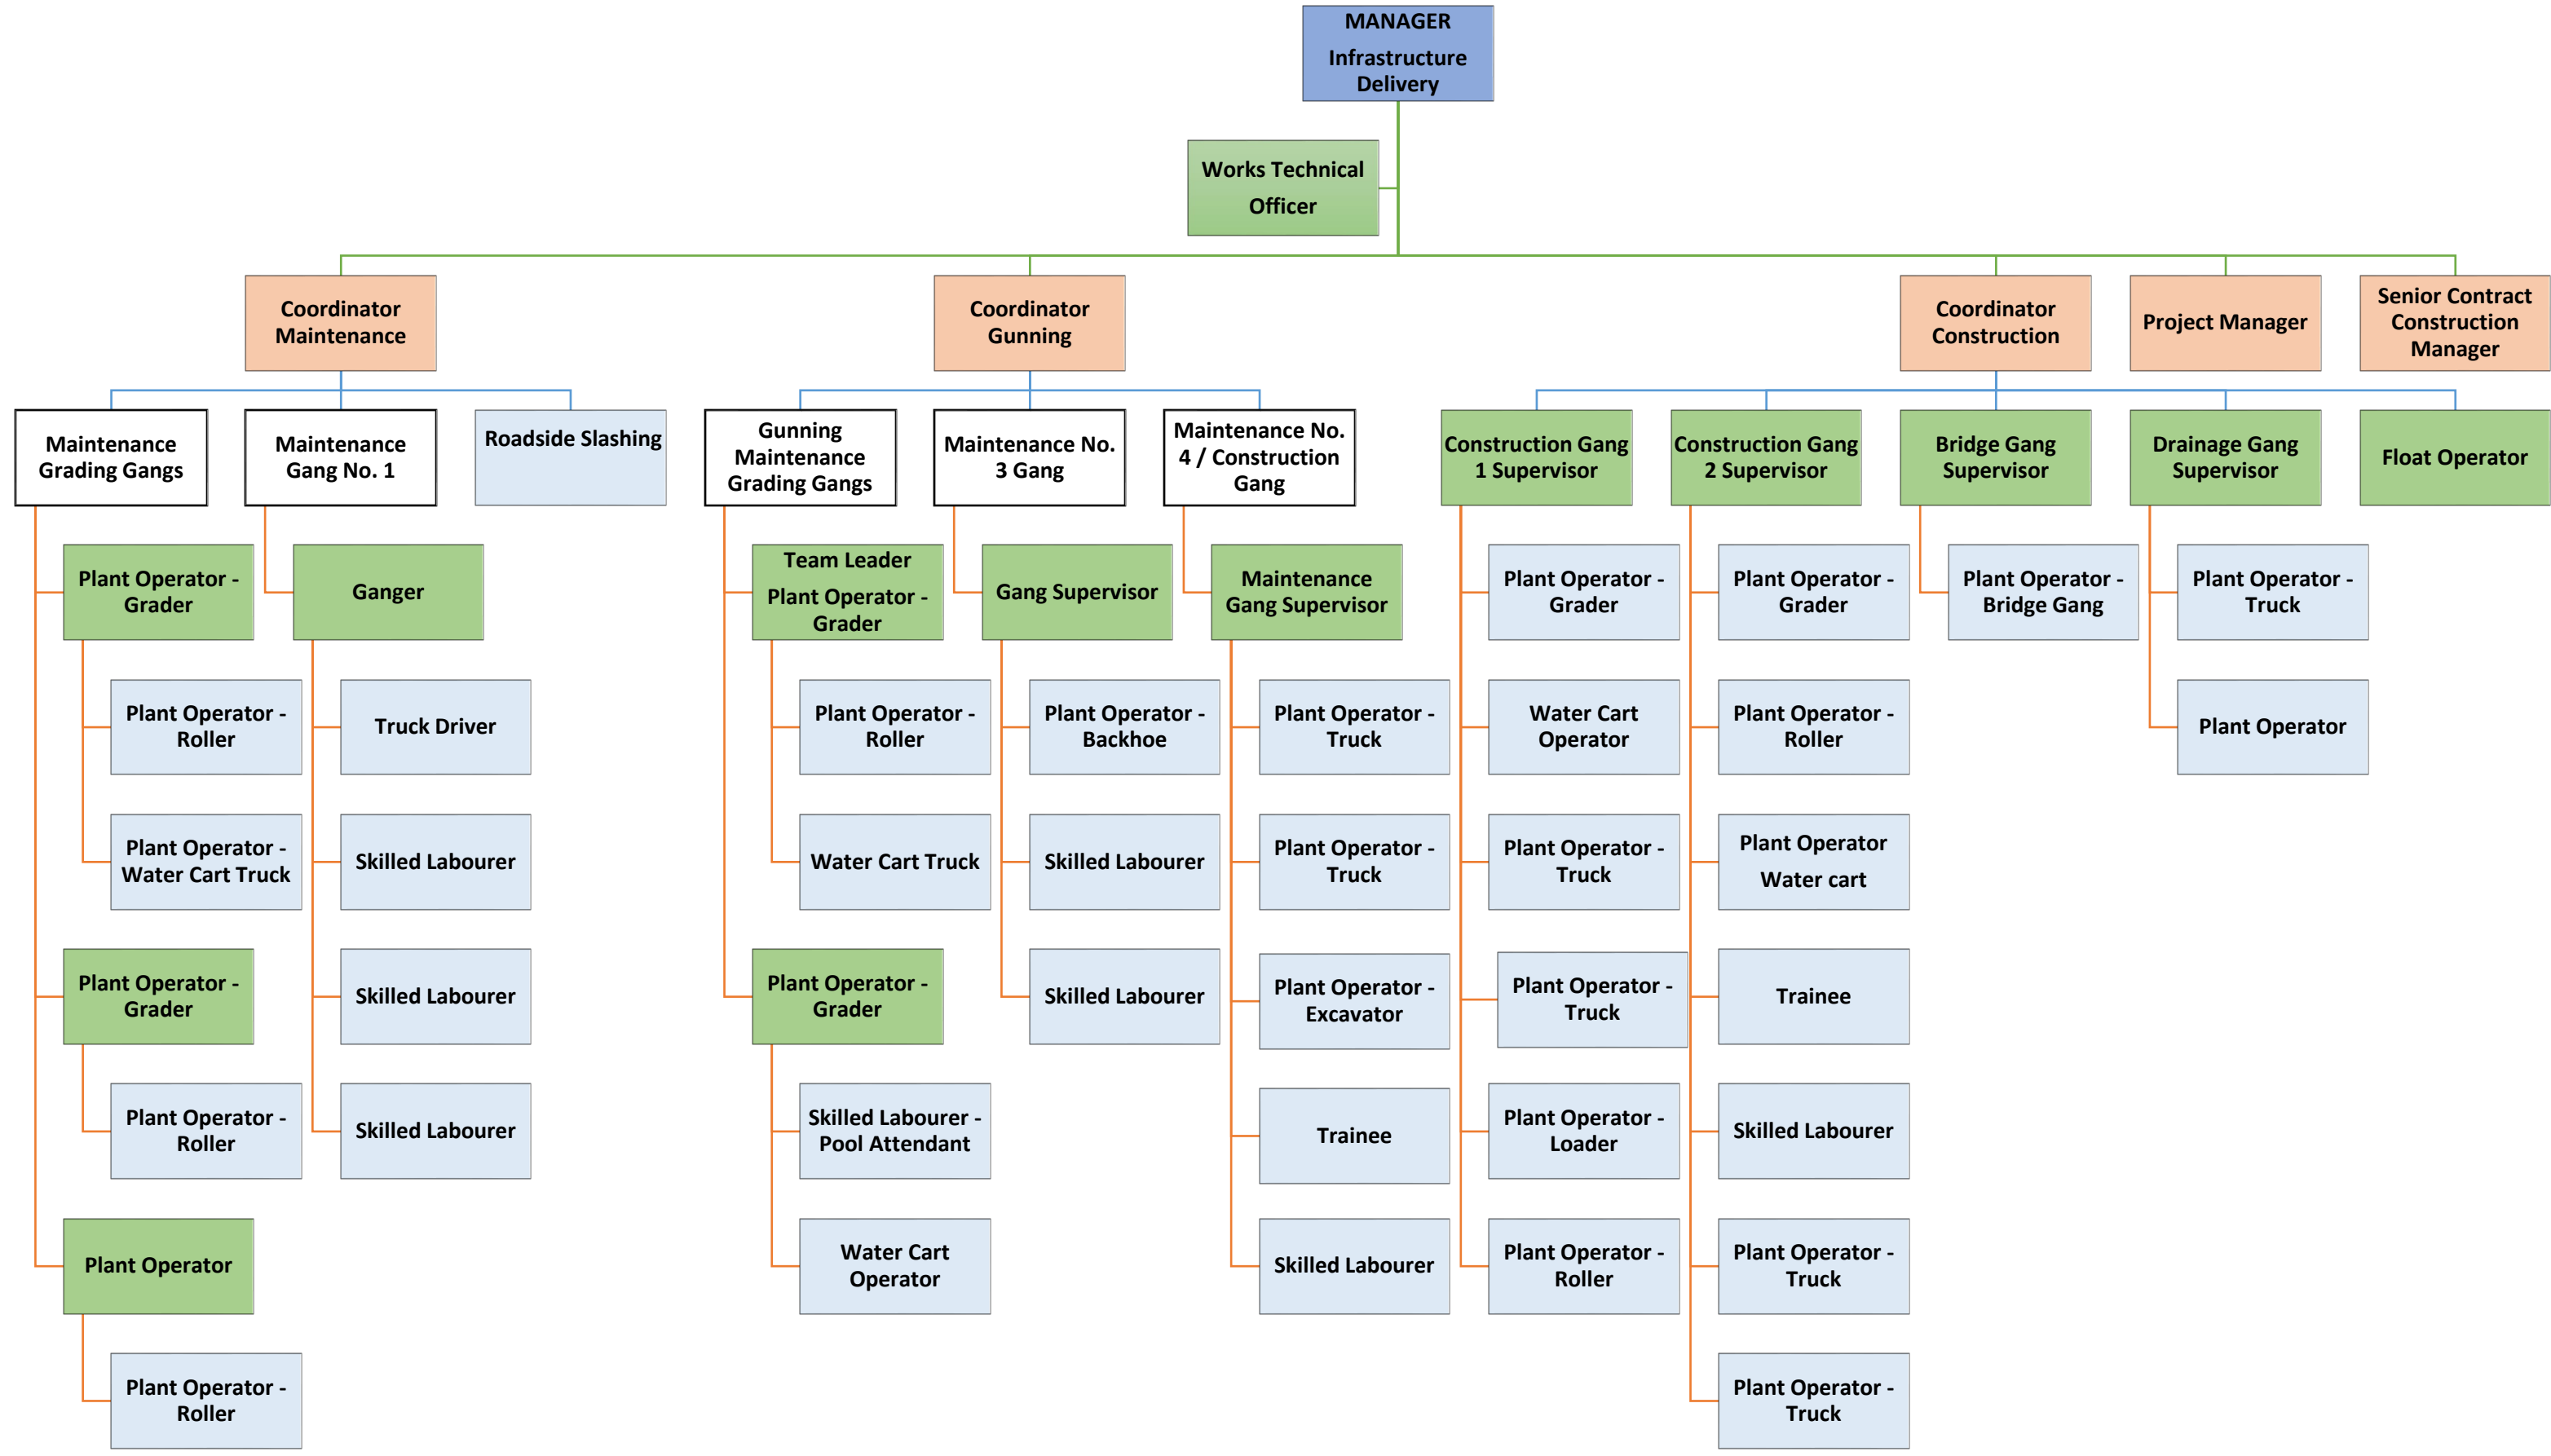 MANAGER
Infrastructure
Delivery
Works Technical
Officer
Coordinator
Maintenance
Coordinator
Gunning
Coordinator
Construction
Project Manager
Senior Contract
Construction
Manager
Maintenance
Grading Gangs
Maintenance
Gang No. 1
Roadside Slashing
Gunning
Maintenance
Grading Gangs
Maintenance No.
3 Gang
Maintenance No.
4 / Construction
Gang
Construction Gang
1 Supervisor
Construction Gang
2 Supervisor
Bridge Gang
Supervisor
Drainage Gang
Supervisor
Float Operator
Plant Operator -
Grader
Ganger
Team Leader
Plant Operator -
Grader
Gang Supervisor
Maintenance
Gang Supervisor
Plant Operator -
Grader
Plant Operator -
Grader
Plant Operator -
Bridge Gang
Plant Operator -
Truck
Plant Operator -
Roller
Truck Driver
Plant Operator -
Roller
Plant Operator -
Backhoe
Plant Operator -
Truck
Water Cart
Operator
Plant Operator -
Roller
Plant Operator
Plant Operator -
Water Cart Truck
Skilled Labourer
Water Cart Truck
Skilled Labourer
Plant Operator -
Truck
Plant Operator -
Truck
Plant Operator
Water cart
Plant Operator -
Grader
Skilled Labourer
Plant Operator -
Grader
Skilled Labourer
Plant Operator -
Excavator
Plant Operator -
Truck
Trainee
Plant Operator -
Roller
Skilled Labourer
Skilled Labourer -
Pool Attendant
Trainee
Plant Operator -
Loader
Skilled Labourer
Plant Operator
Water Cart
Operator
Skilled Labourer
Plant Operator -
Roller
Plant Operator -
Truck
Plant Operator -
Roller
Plant Operator -
Truck